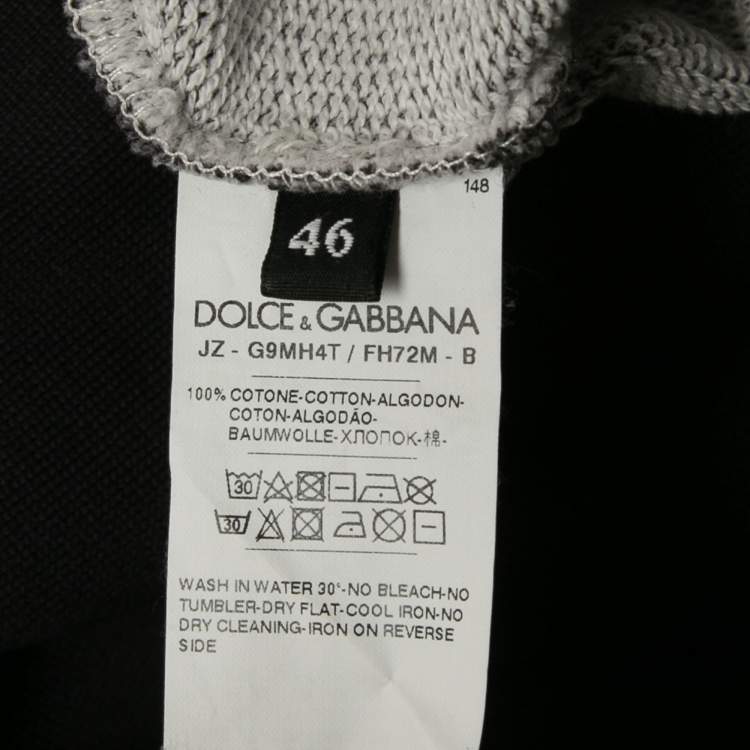 148
46
DOLCE & GABBANA
JZ - G9MH4T / FH72M - B
100% COTONE-COTTON-ALGODON-
COTON-ALGODÃO-
BAUMWOLLE-ХЛОПОК-棉-
30
30
WASH IN WATER 30°-NO BLEACH-NO
TUMBLER-DRY FLAT-COOL IRON-NO
DRY CLEANING-IRON ON REVERSE
SIDE